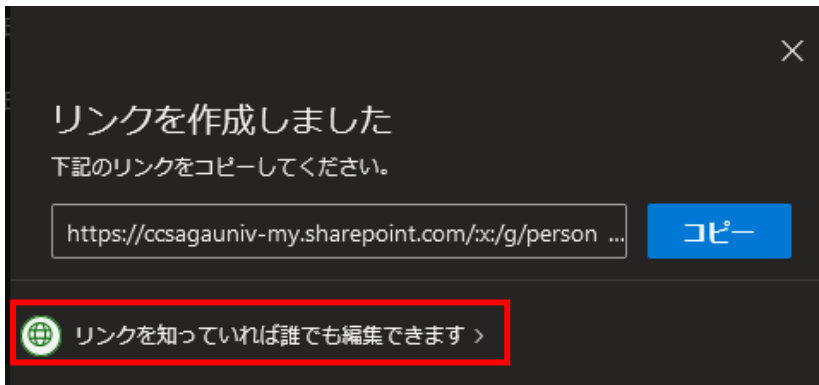 リンクを作成しました
下記のリンクをコピーしてください。
https://ccsagauniv-my.sharepoint.com/:x:/g/person ...
コピー
リンクを知っていれば誰でも編集できます >